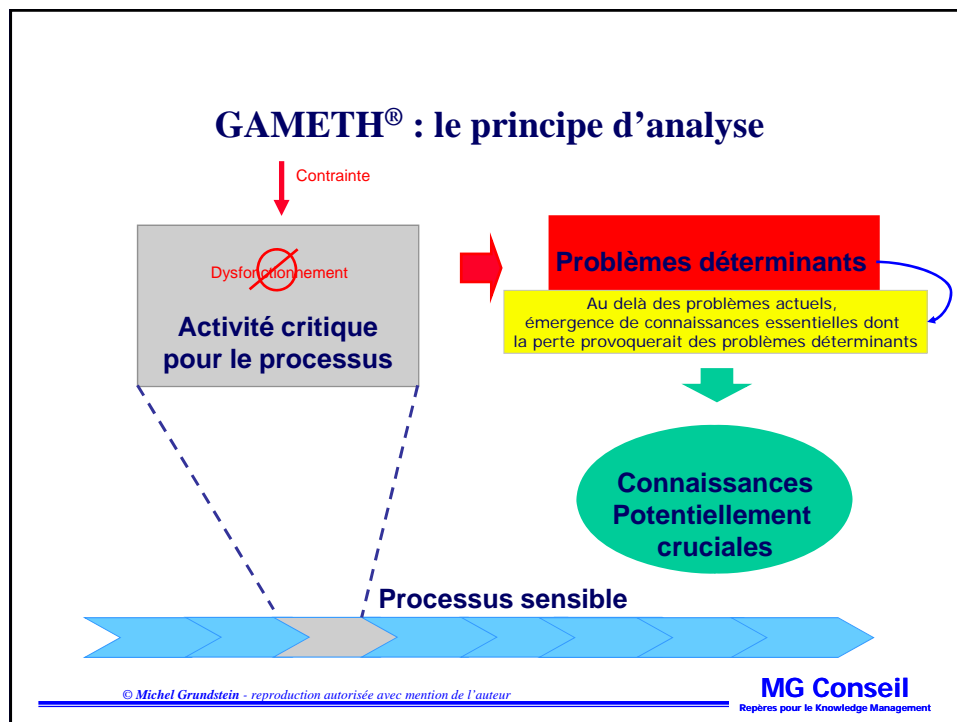 GAMETH® : le principe d’analyse
Contrainte
Dysfonctionnement
Activité critique
pour le processus
Problèmes déterminants
Au delà des problèmes actuels,
émergence de connaissances essentielles dont
la perte provoquerait des problèmes déterminants
Connaissances
Potentiellement
cruciales
Processus sensible
© Michel Grundstein - reproduction autorisée avec mention de l’auteur
MG Conseil
Repères pour le Knowledge Management